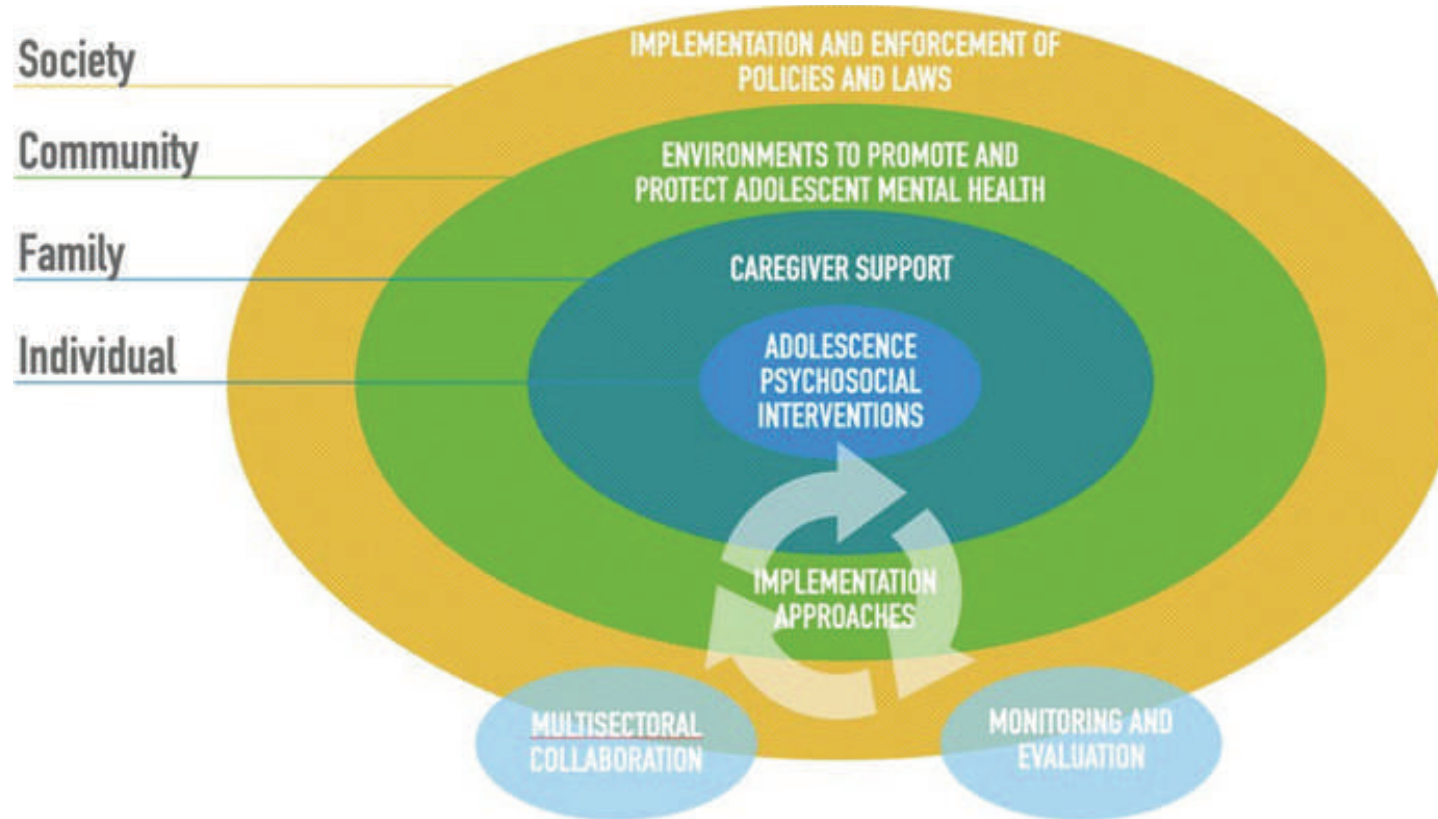 Society
Community
Family
Individual
IMPLEMENTATION AND ENFORCEMENT OF
POLICIES AND LAWS
ENVIRONMENTS TO PROMOTE AND
PROTECT ADOLESCENT MENTAL HEALTH
CAREGIVER SUPPORT
ADOLESCENCE
PSYCHOSOCIAL
INTERVENTIONS
IMPLEMENTATION
APPROACHES
MULTISECTORAL
COLLABORATION
MONITORING AND
EVALUATION